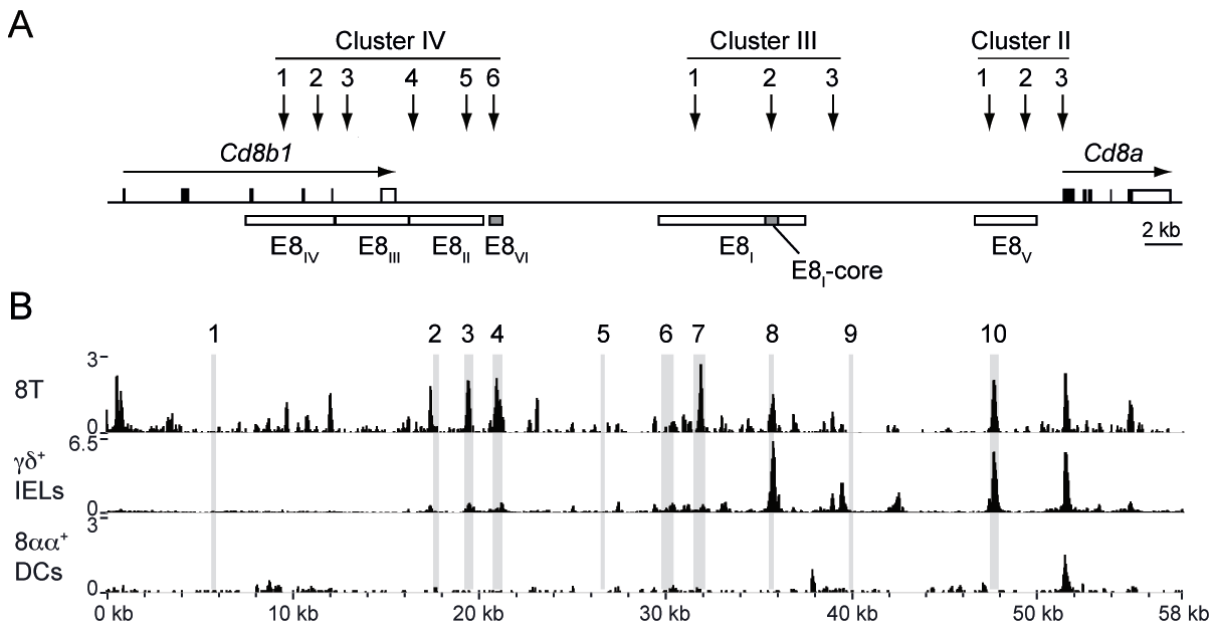 A
Cluster IV Cluster III Cluster II
1 2 3 4 5 6 1 2 3 1 2 3
Cd8b1 Cd8a
E8IV E8III E8II E8VI E8I E8V 2 kb
E8I-core
B
1 2 3 4 5 6 7 8 9 10
3
8T
0
6.5
γδ+
IELs
0
3
8αα+
DCs
0
0 kb 10 kb 20 kb 30 kb 40 kb 50 kb 58 kb